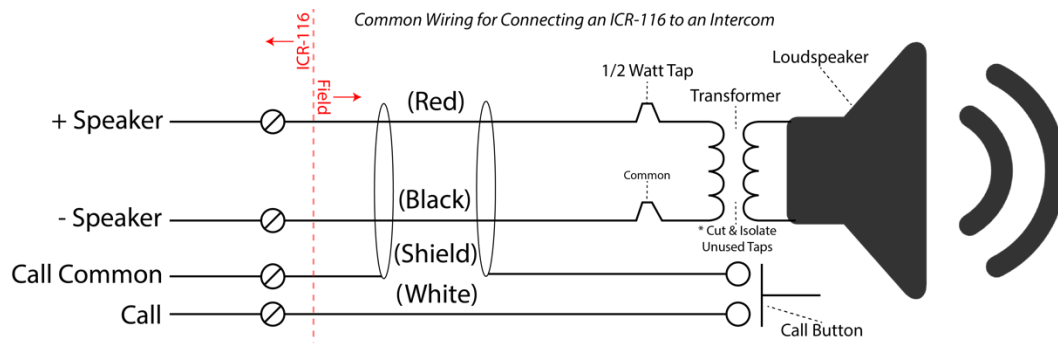 Common Wiring for Connecting an ICR-116 to an Intercom
ICR-116
Field
Loudspeaker
1/2 Watt Tap
Transformer
+ Speaker
(Red)
Common
- Speaker
(Black)
* Cut & Isolate
Unused Taps
Call Common
(Shield)
(White)
Call
Call Button